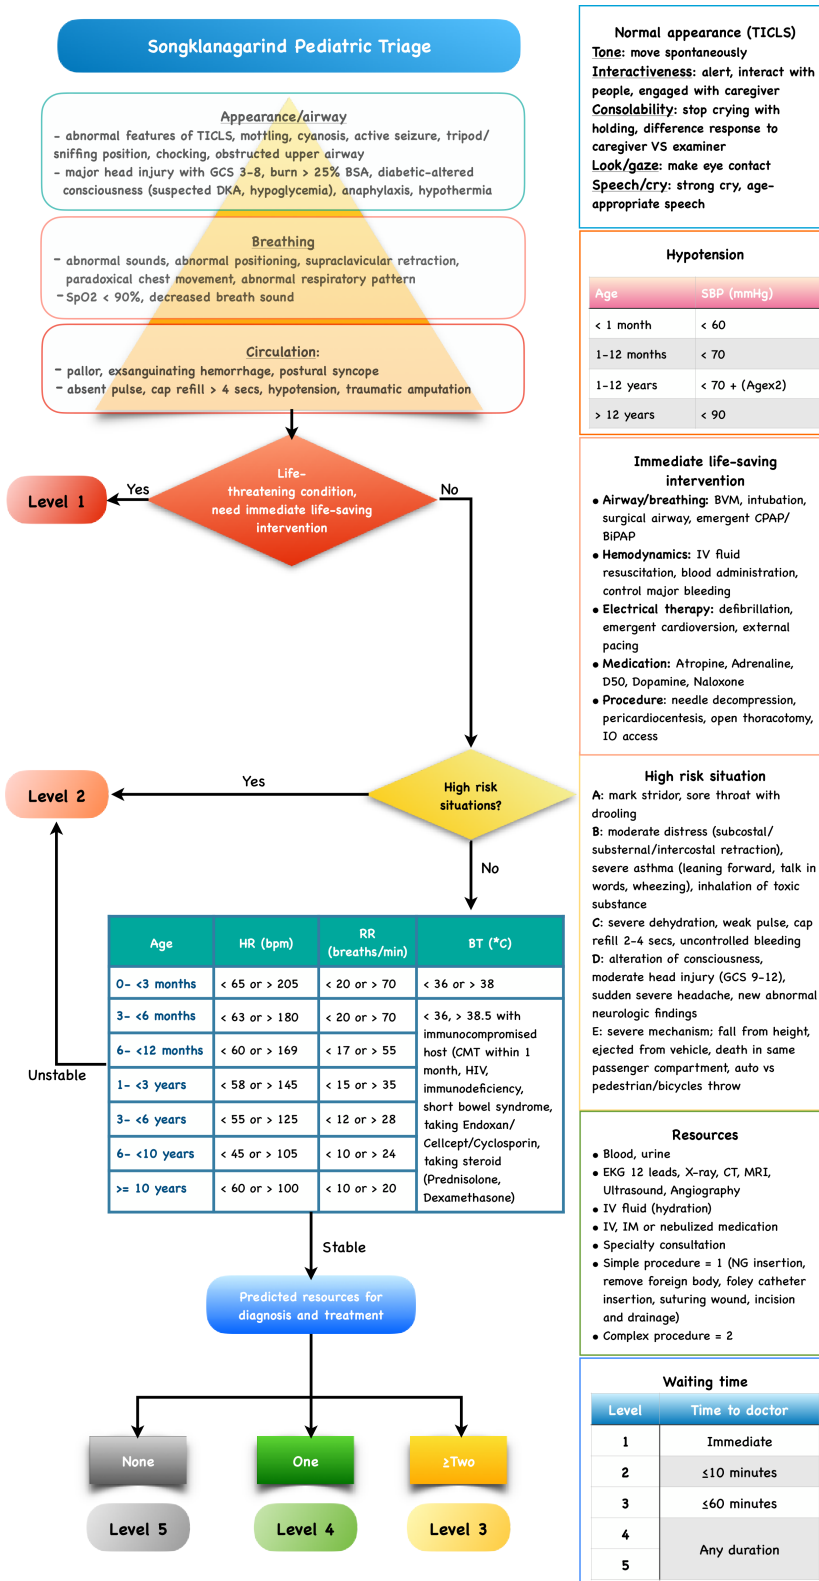 Songklanagarind Pediatric Triage
Appearance/airway
- abnormal features of TICLS, mottling, cyanosis, active seizure, tripod/
sniffing position, chocking, obstructed upper airway
- major head injury with GCS 3-8, burn > 25% BSA, diabetic-altered
consciousness (suspected DKA, hypoglycemia), anaphylaxis, hypothermia
Breathing
- abnormal sounds, abnormal positioning, supraclavicular retraction,
paradoxical chest movement, abnormal respiratory pattern
- SpO2 < 90%, decreased breath sound
Circulation:
- pallor, exsanguinating hemorrhage, postural syncope
- absent pulse, cap refill > 4 secs, hypotension, traumatic amputation
Life-
threatening condition,
need immediate life-saving
intervention
Yes
No
Level 1
High risk
situations?
Yes
No
Level 2
Age HR (bpm) RR (breaths/min) BT (*C)
0- <3 months < 65 or > 205 < 20 or > 70 < 36 or > 38
3- <6 months < 63 or > 180 < 20 or > 70
6- <12 months < 60 or > 169 < 17 or > 55
1- <3 years < 58 or > 145 < 15 or > 35
3- <6 years < 55 or > 125 < 12 or > 28
6- <10 years < 45 or > 105 < 10 or > 24
>= 10 years < 60 or > 100 < 10 or > 20
< 36, > 38.5 with
immunocompromised
host (CMT within 1
month, HIV,
immunodeficiency,
short bowel syndrome,
taking Endoxan/
Cellcept/Cyclosporin,
taking steroid
(Prednisolone,
Dexamethasone)
Unstable
Stable
Predicted resources for
diagnosis and treatment
None
One
≥Two
Level 5
Level 4
Level 3
Normal appearance (TICLS)
Tone: move spontaneously
Interactiveness: alert, interact with
people, engaged with caregiver
Consolability: stop crying with
holding, difference response to
caregiver VS examiner
Look/gaze: make eye contact
Speech/cry: strong cry, age-
appropriate speech
Hypotension
Age SBP (mmHg)
< 1 month < 60
1-12 months < 70
1-12 years < 70 + (Agex2)
> 12 years < 90
Immediate life-saving
intervention
• Airway/breathing: BVM, intubation,
surgical airway, emergent CPAP/
BiPAP
• Hemodynamics: IV fluid
resuscitation, blood administration,
control major bleeding
• Electrical therapy: defibrillation,
emergent cardioversion, external
pacing
• Medication: Atropine, Adrenaline,
D50, Dopamine, Naloxone
• Procedure: needle decompression,
pericardiocentesis, open thoracotomy,
IO access
High risk situation
A: mark stridor, sore throat with
drooling
B: moderate distress (subcostal/
substernal/intercostal retraction),
severe asthma (leaning forward, talk in
words, wheezing), inhalation of toxic
substance
C: severe dehydration, weak pulse, cap
refill 2-4 secs, uncontrolled bleeding
D: alteration of consciousness,
moderate head injury (GCS 9-12),
sudden severe headache, new abnormal
neurologic findings
E: severe mechanism; fall from height,
ejected from vehicle, death in same
passenger compartment, auto vs
pedestrian/bicycles throw
Resources
• Blood, urine
• EKG 12 leads, X-ray, CT, MRI,
Ultrasound, Angiography
• IV fluid (hydration)
• IV, IM or nebulized medication
• Specialty consultation
• Simple procedure = 1 (NG insertion,
remove foreign body, foley catheter
insertion, suturing wound, incision
and drainage)
• Complex procedure = 2
Waiting time
Level Time to doctor
1 Immediate
2 ≤10 minutes
3 ≤60 minutes
4
Any duration
5